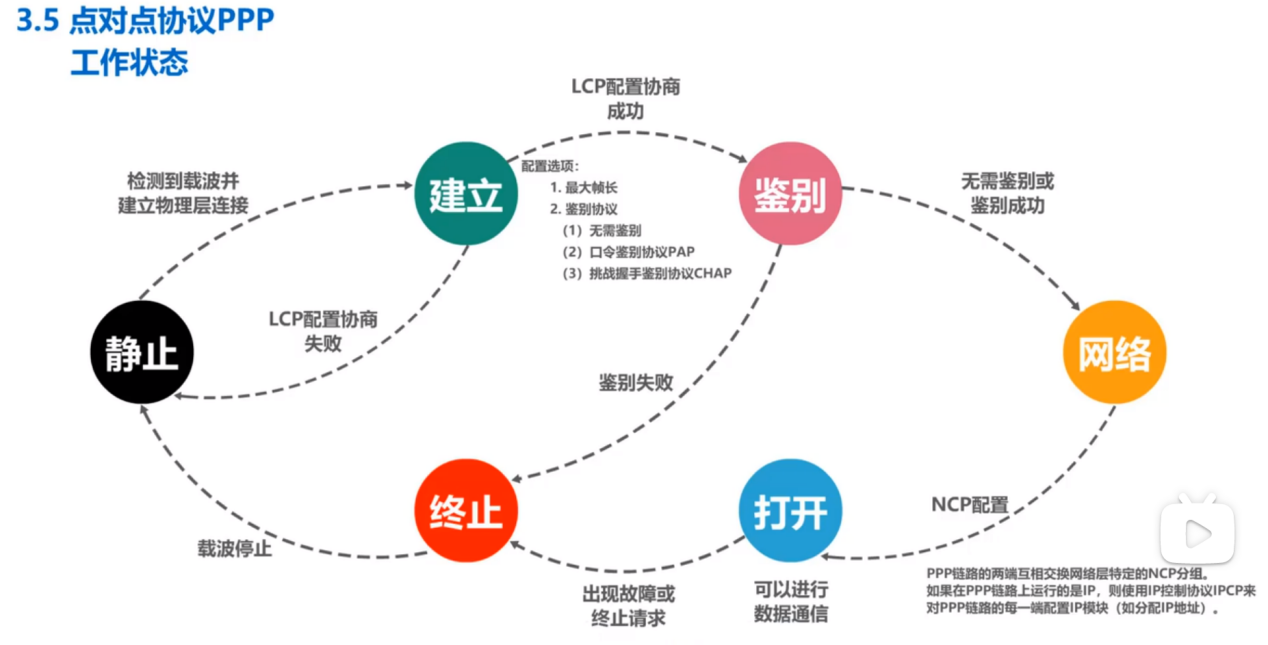 3.5 点对点协议PPP
工作状态
LCP配置协商
成功
检测到载波并
建立物理层连接
建立
配置选项：
1. 最大帧长
2. 鉴别协议
（1）无需鉴别
（2）口令鉴别协议PAP
（3）挑战握手鉴别协议CHAP
鉴别
无需鉴别或
鉴别成功
LCP配置协商
失败
静止
网络
鉴别失败
终止
打开
NCP配置
载波停止
出现故障或
终止请求
可以进行
数据通信
PPP链路的两端互相交换网络层特定的NCP分组。
如果在PPP链路上运行的是IP，则使用IP控制协议IPCP来
对PPP链路的每一端配置IP模块（如分配IP地址）。